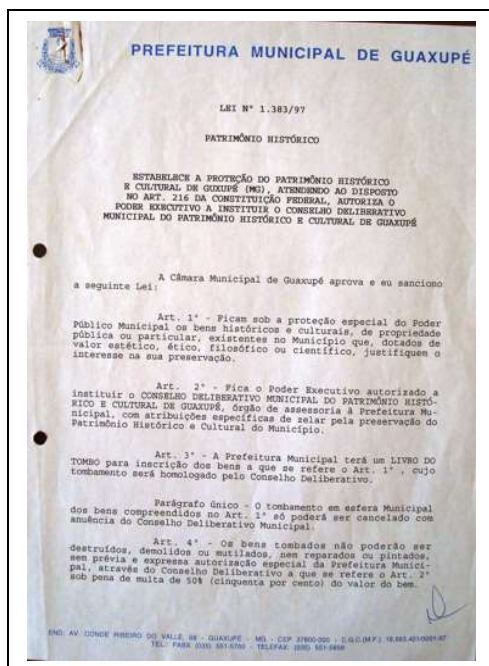 PREFEITURA MUNICIPAL DE GUAXUPÉ
LEI Nº 1.383/97
PATRIMÔNIO HISTÓRICO
ESTABELECE A PROTEÇÃO DO PATRIMÔNIO HISTÓRICO
E CULTURAL DE GUXUPÉ (MG), ATENDENDO AO DISPOSTO
NO ART. 216 DA CONSTITUIÇÃO FEDERAL, AUTORIZA O
PODER EXECUTIVO A INSTITUIR O CONSELHO DELIBERATIVO
MUNICIPAL DO PATRIMÔNIO HISTÓRICO E CULTURAL DE GUAXUPÉ
A Câmara Municipal de Guaxupé aprova e eu sanciono
a seguinte Lei:
Art. 1º - Ficam sob a proteção especial do Poder
Público Municipal os bens históricos e culturais, de propriedade
pública ou particular, existentes no Município que, dotados de
valor estético, ético, filosófico ou científico, justifiquem o
interesse na sua preservação.
Art. 2º - Fica o Poder Executivo autorizado a
instituir o CONSELHO DELIBERATIVO MUNICIPAL DO PATRIMÔNIO HISTÓ-
RICO E CULTURAL DE GUAXUPÉ, órgão de assessoria à Prefeitura Mu-
nicipal, com atribuições específicas de zelar pela preservação do
Patrimônio Histórico e Cultural do Município.
Art. 3º - A Prefeitura Municipal terá um LIVRO DO
TOMBO para inscrição dos bens a que se refere o Art. 1º , cujo
tombamento será homologado pelo Conselho Deliberativo.
Parágrafo único - O tombamento em esfera Municipal
dos bens compreendidos no Art. 1º só poderá ser cancelado com
anuência do Conselho Deliberativo Municipal.
Art. 4º - Os bens tombados não poderão ser
destruídos, demolidos ou mutilados, nem reparados ou pintados,
sem prévia e expressa autorização especial da Prefeitura Munici-
pal, através do Conselho Deliberativo a que se refere o Art. 2º
sob pena de multa de 50% (cinquenta por cento) do valor do bem.
END. AV. CONDE RIBEIRO DO VALLE, 68 - GUAXUPÉ - MG - CEP 37800-000 - C.G.C.(M.F.)
TEL.: PABX (035) - TELEFAX: (035)